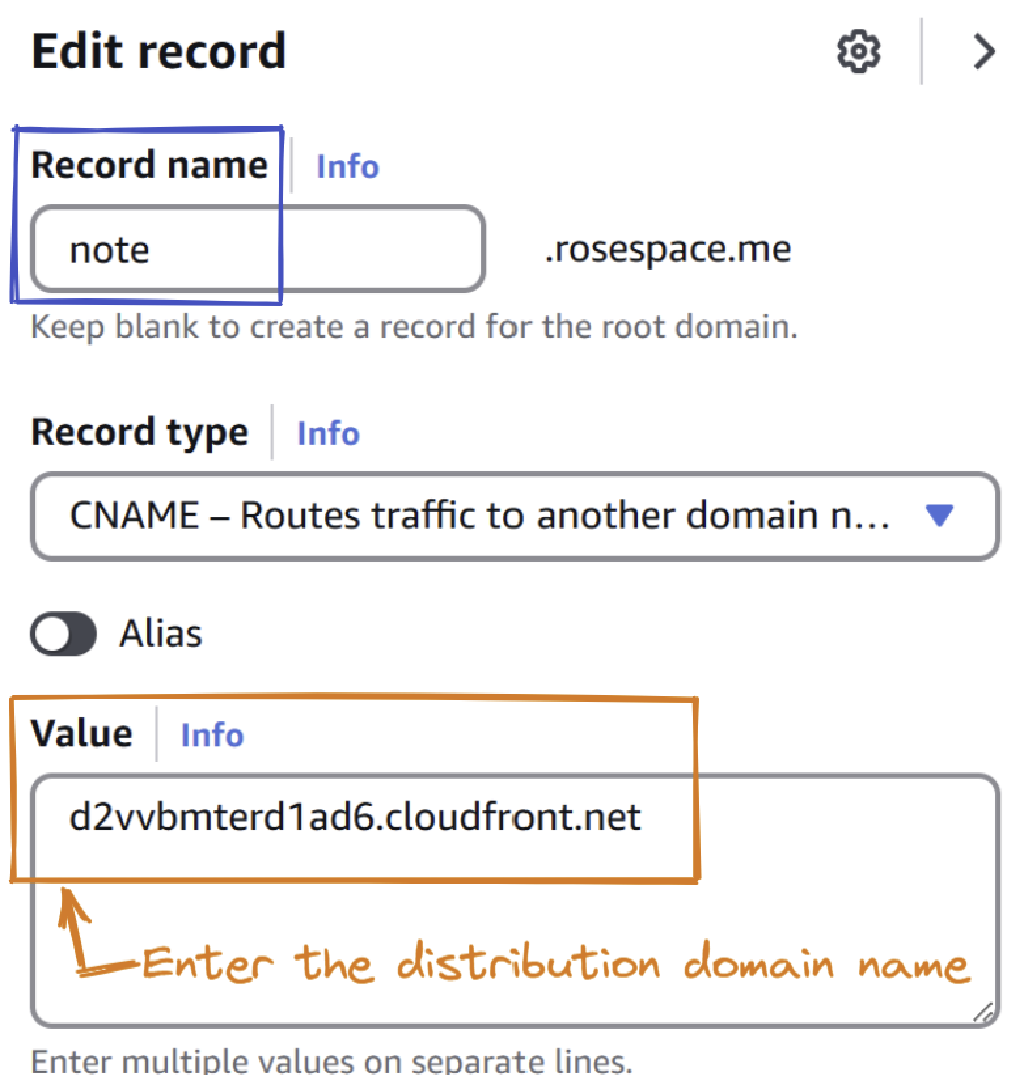 Edit record
Record name Info
note .rosespace.me
Keep blank to create a record for the root domain.
Record type Info
CNAME – Routes traffic to another domain n...
Alias
Value Info
d2vvbmterd1ad6.cloudfront.net
Enter the distribution domain name
Enter multiple values on separate lines.